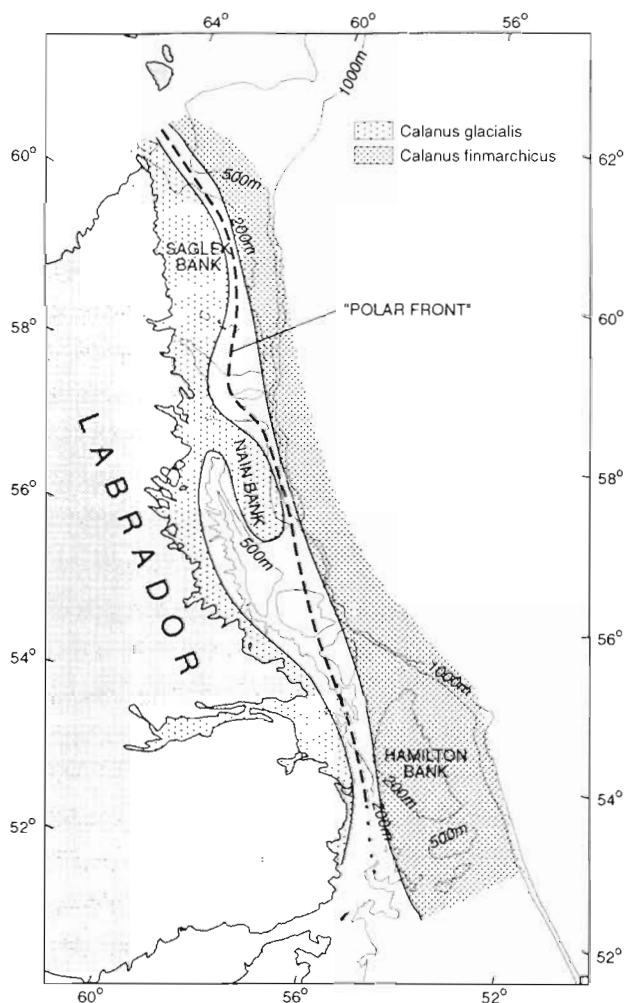 64° 60° 56°
1000m
60° 62°
Calanus glacialis
Calanus finmarchicus
500m
200m
SAGLEK
BANK
58° 60°
"POLAR FRONT"
LABRADOR
NAIN BANK
56° 58°
500m
54° 56°
1000m
HAMILTON
BANK
200m
52° 54°
200m
500m
52°
60° 56° 52°